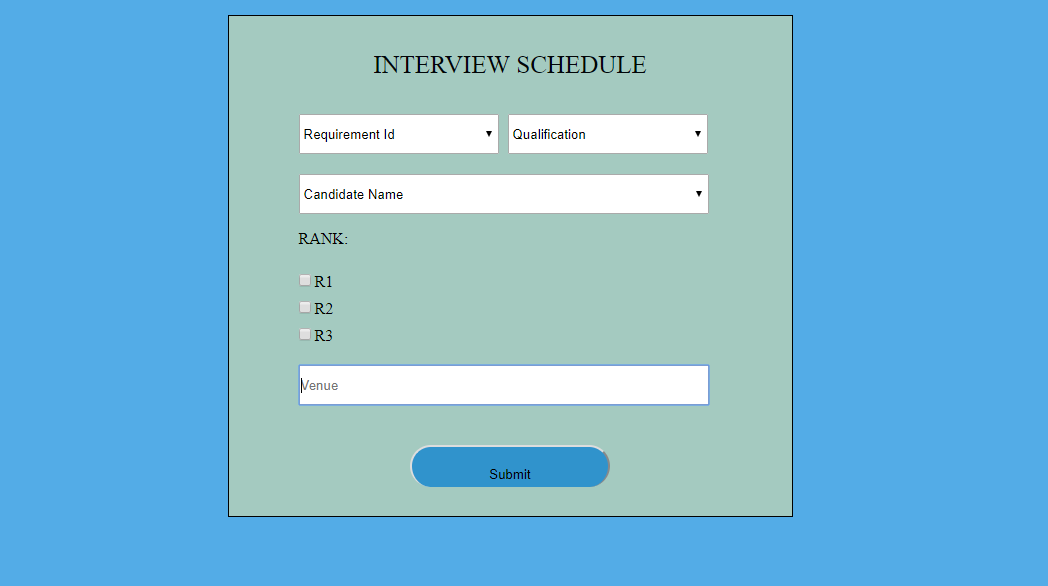 INTERVIEW SCHEDULE
Requirement Id Qualification
Candidate Name
RANK:
R1
R2
R3
Venue
Submit